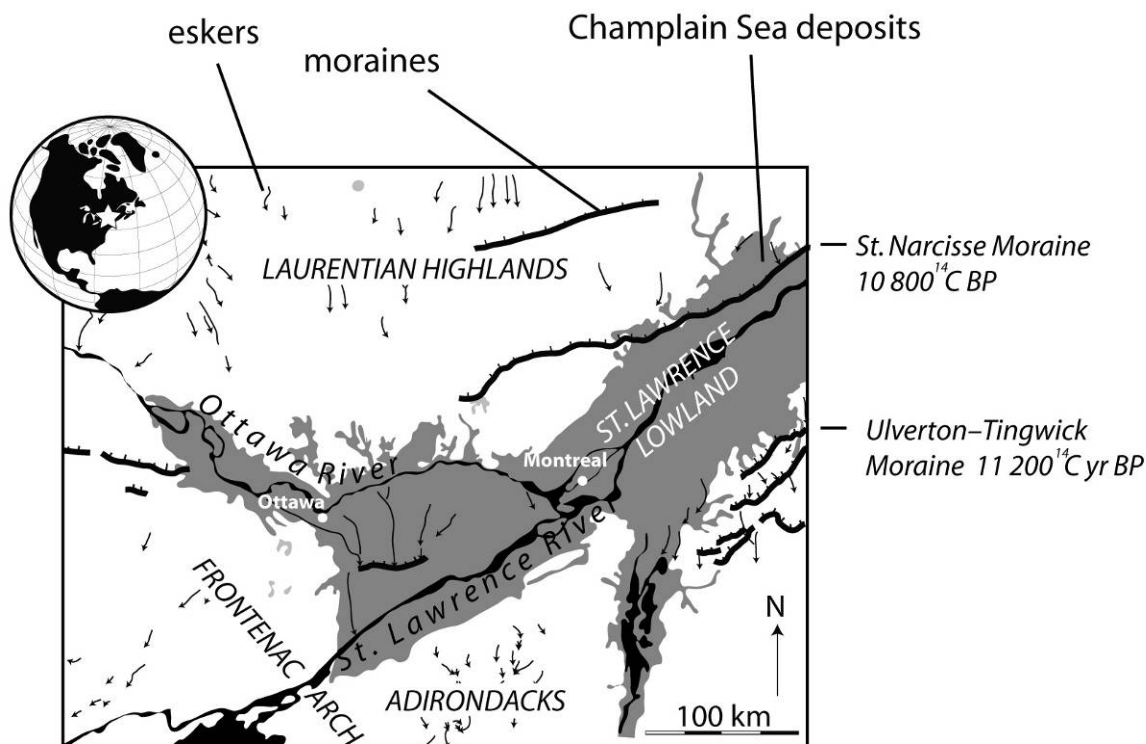 eskers
moraines
Champlain Sea deposits
LAURENTIAN HIGHLANDS
St. Narcisse Moraine
10 800 ¹⁴C BP
ST. LAWRENCE
LOWLAND
Ottawa River
Montreal
Ulverton–Tingwick
Moraine 11 200 ¹⁴C yr BP
Ottawa
St. Lawrence River
FRONTENAC ARCH
N
ADIRONDACKS
100 km